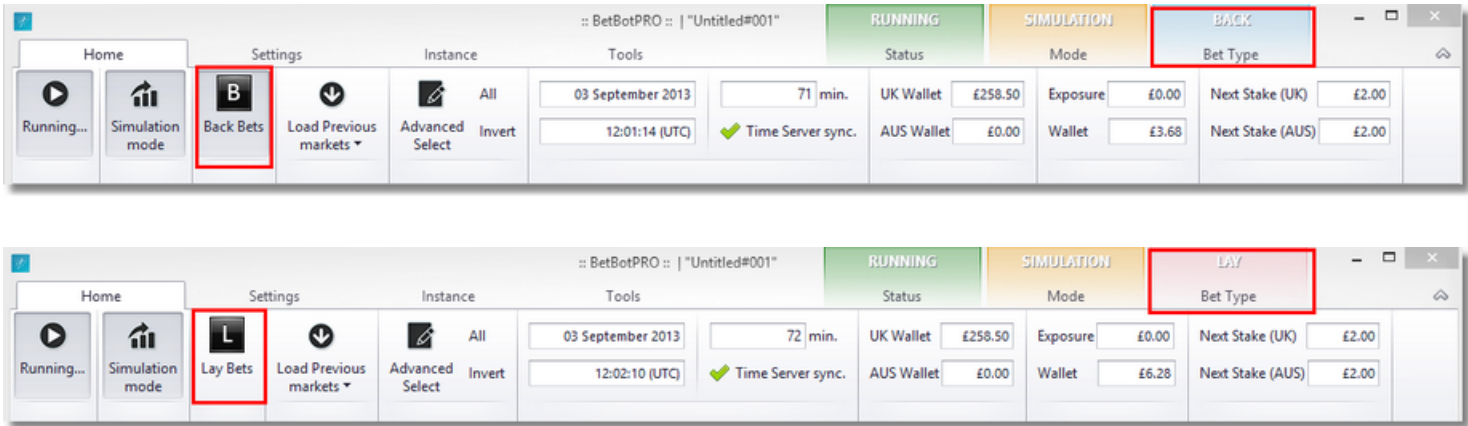 :: BetBotPRO :: | "Untitled#001" RUNNING SIMULATION BACK
Home Settings Instance Tools Status Mode Bet Type
B All 03 September 2013 71 min. UK Wallet £258.50 Exposure £0.00 Next Stake (UK) £2.00
Running... Simulation mode Back Bets Load Previous markets Advanced Select Invert 12:01:14 (UTC) Time Server sync. AUS Wallet £0.00 Wallet £3.68 Next Stake (AUS) £2.00
:: BetBotPRO :: | "Untitled#001" RUNNING SIMULATION LAY
Home Settings Instance Tools Status Mode Bet Type
L All 03 September 2013 72 min. UK Wallet £258.50 Exposure £0.00 Next Stake (UK) £2.00
Running... Simulation mode Lay Bets Load Previous markets Advanced Select Invert 12:02:10 (UTC) Time Server sync. AUS Wallet £0.00 Wallet £6.28 Next Stake (AUS) £2.00